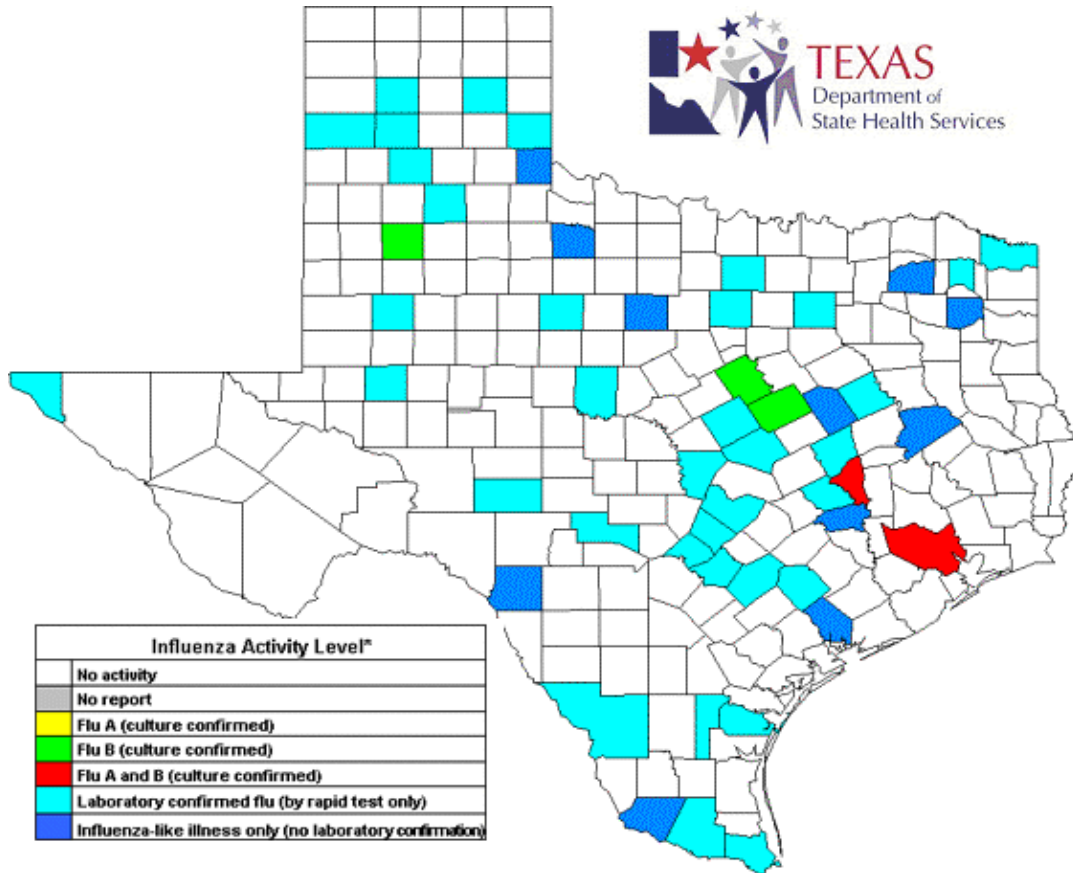 TEXAS
Department of
State Health Services
Influenza Activity Level*
No activity
No report
Flu A (culture confirmed)
Flu B (culture confirmed)
Flu A and B (culture confirmed)
Laboratory confirmed flu (by rapid test only)
Influenza-like illness only (no laboratory confirmation)